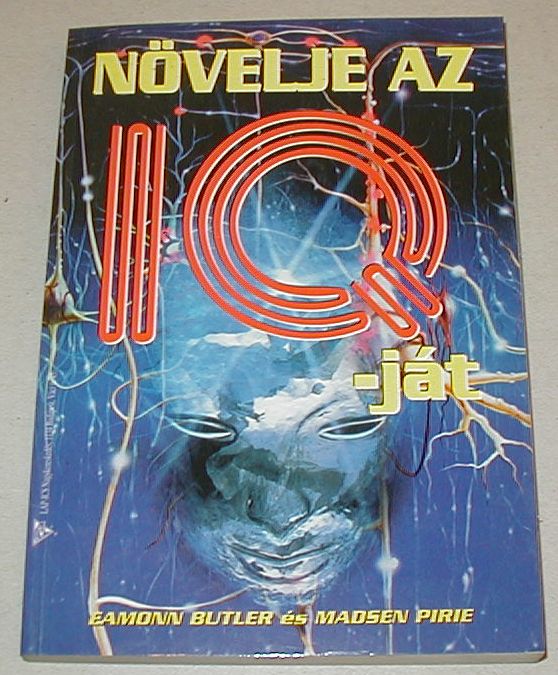 NÖVELJE AZ
IQ
-ját
EAMONN BUTLER és MADSEN PIRIE